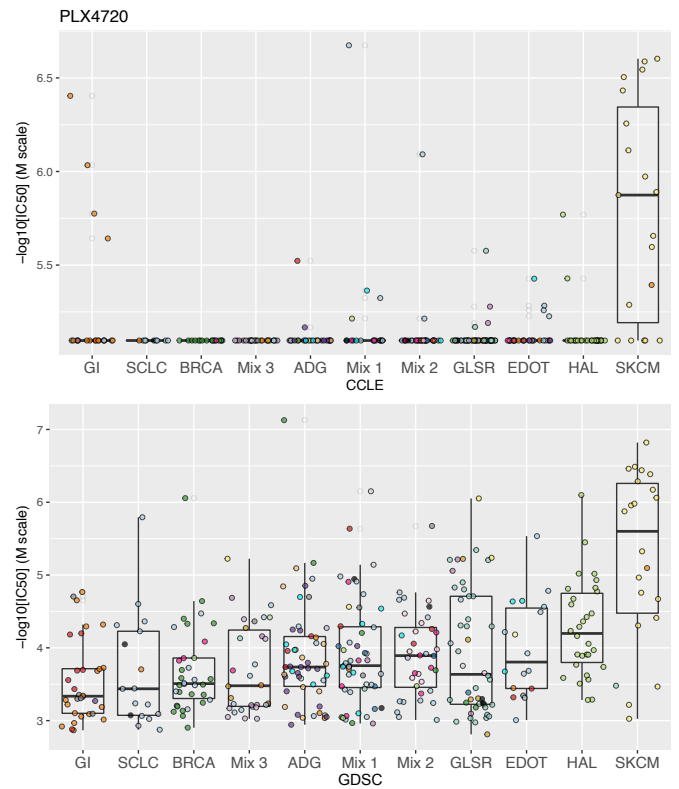 PLX4720
−log10[IC50] (M scale)
6.5
6.0
5.5
GI SCLC BRCA Mix 3 ADG Mix 1 Mix 2 GLSR EDOT HAL SKCM
CCLE
−log10[IC50] (M scale)
7
6
5
4
3
GI SCLC BRCA Mix 3 ADG Mix 1 Mix 2 GLSR EDOT HAL SKCM
GDSC